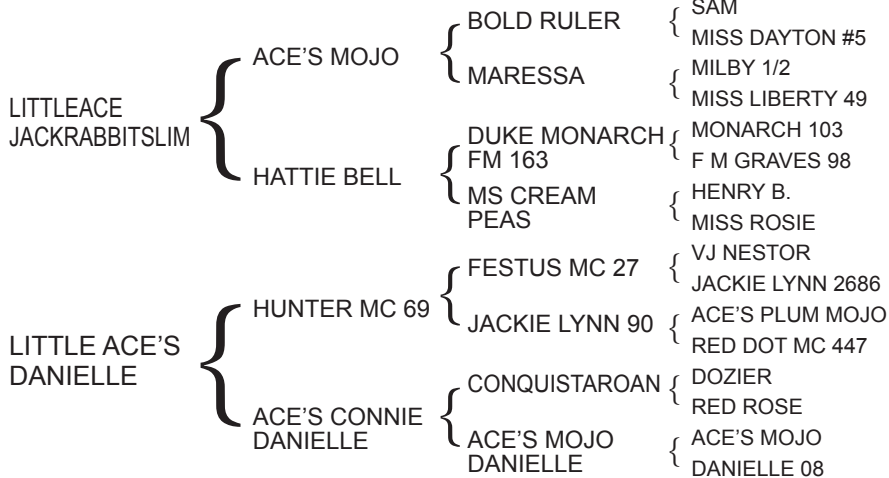 LITTLEACE
JACKRABBITSLIM
ACE'S MOJO
BOLD RULER
SAM
MISS DAYTON #5
MARESSA
MILBY 1/2
MISS LIBERTY 49
HATTIE BELL
DUKE MONARCH
FM 163
MONARCH 103
F M GRAVES 98
MS CREAM
PEAS
HENRY B.
MISS ROSIE
LITTLE ACE'S
DANIELLE
HUNTER MC 69
FESTUS MC 27
VJ NESTOR
JACKIE LYNN 2686
JACKIE LYNN 90
ACE'S PLUM MOJO
RED DOT MC 447
ACE'S CONNIE
DANIELLE
CONQUISTAROAN
DOZIER
RED ROSE
ACE'S MOJO
DANIELLE
ACE'S MOJO
DANIELLE 08